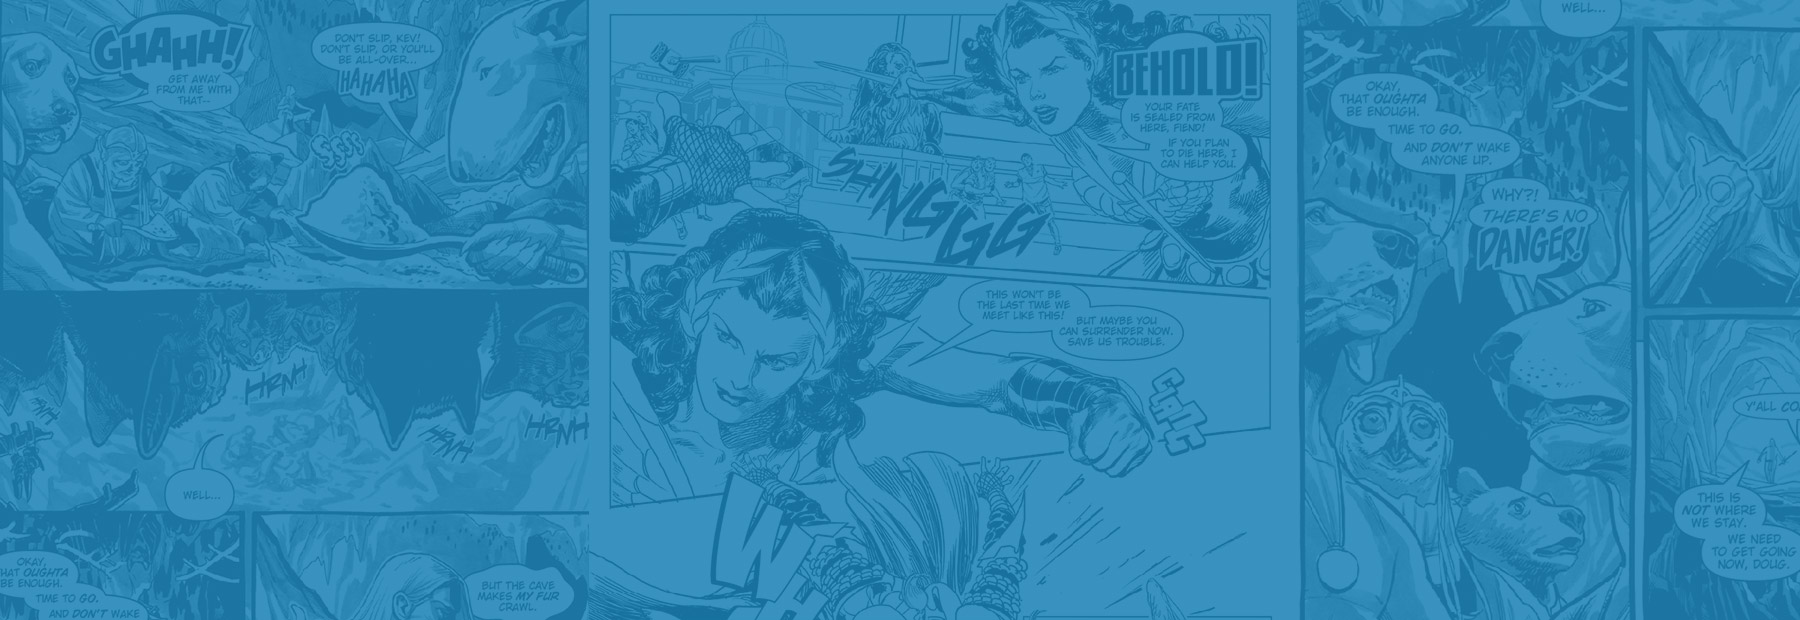 GHAHH!
GET AWAY
FROM ME WITH
THAT--
DON'T SLIP, KEV!
DON'T SLIP, OR YOU'LL
BE ALL-OVER...
HAHAHA
HRNH
HRNH
HRNH
WELL...
OKAY,
HAT OUGHTA
BE ENOUGH.
TIME TO GO.
AND DON'T WAKE
BUT THE CAVE
MAKES MY FUR
CRAWL.
BEHOLD!
YOUR FATE
IS SEALED FROM
HERE, FIEND!
IF YOU PLAN
TO DIE HERE, I
CAN HELP YOU.
SHINGGGG
THIS WON'T BE
THE LAST TIME WE
MEET LIKE THIS!
BUT MAYBE YOU
CAN SURRENDER NOW.
SAVE US TROUBLE.
WELL...
OKAY,
THAT OUGHTA
BE ENOUGH.
TIME TO GO.
AND DON'T WAKE
ANYONE UP.
WHY?!
THERE'S NO
DANGER!
Y'ALL CO
THIS IS
NOT WHERE
WE STAY.
WE NEED
TO GET GOING
NOW, DOUG.